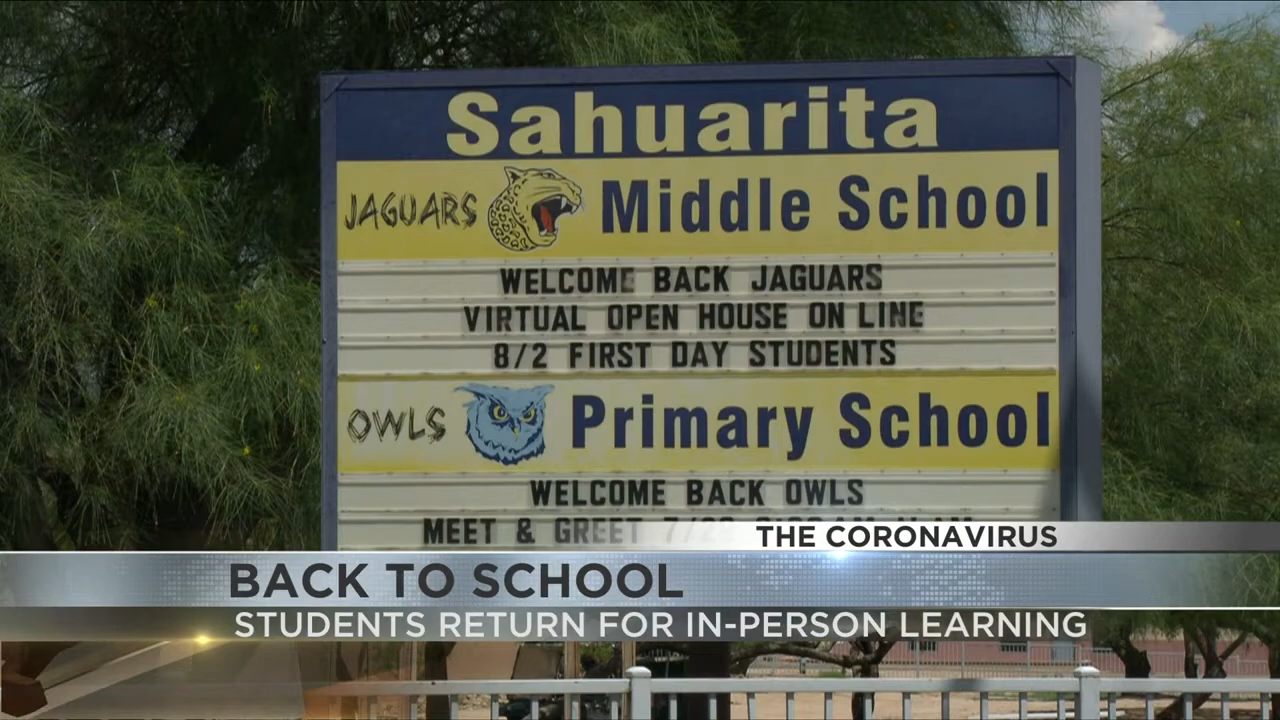 Sahuarita
JAGUARS Middle School
WELCOME BACK JAGUARS
VIRTUAL OPEN HOUSE ON LINE
8/2 FIRST DAY STUDENTS
OWLS Primary School
WELCOME BACK OWLS
MEET & GREET
THE CORONAVIRUS
BACK TO SCHOOL
STUDENTS RETURN FOR IN-PERSON LEARNING